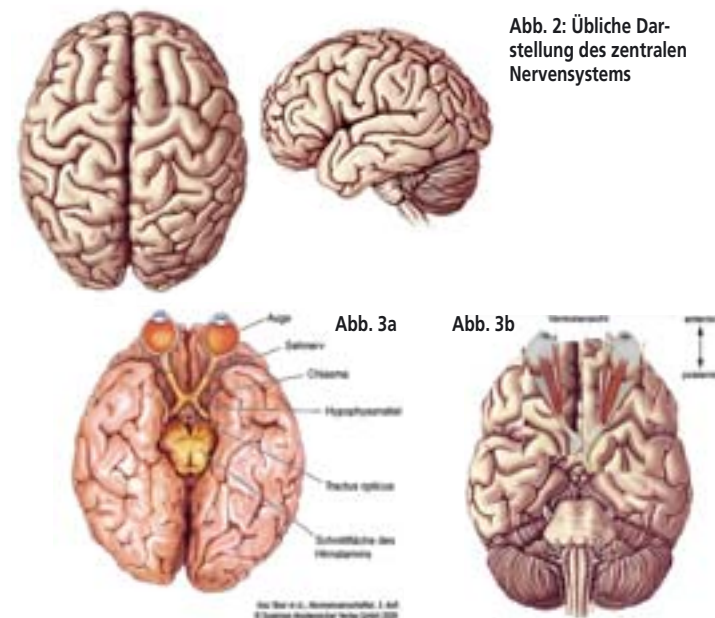 Abb. 2: Übliche Dar-
stellung des zentralen
Nervensystems
Abb. 3a
Auge
Sehnerv
Chiasma
Hypophysenstiel
Tractus opticus
Schnittfläche des
Hirnstamms
Abb. 3b
Ventralansicht
anterior
posterior